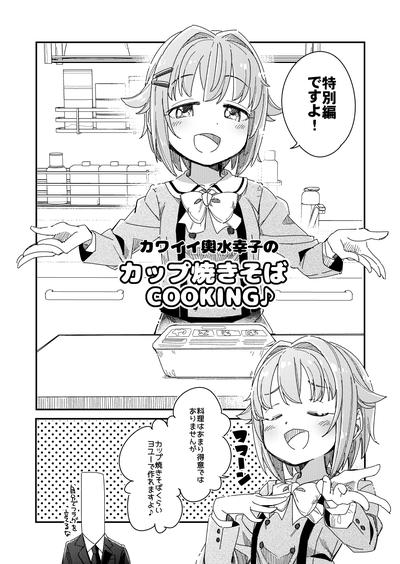 特別編
ですよ！
カワイイ輿水幸子の
カップ焼きそば
COOKING♪
料理はあまり得意では
ありませんが
カップ焼きそばくらい
ヨユーで作れますよ♪
フフーン